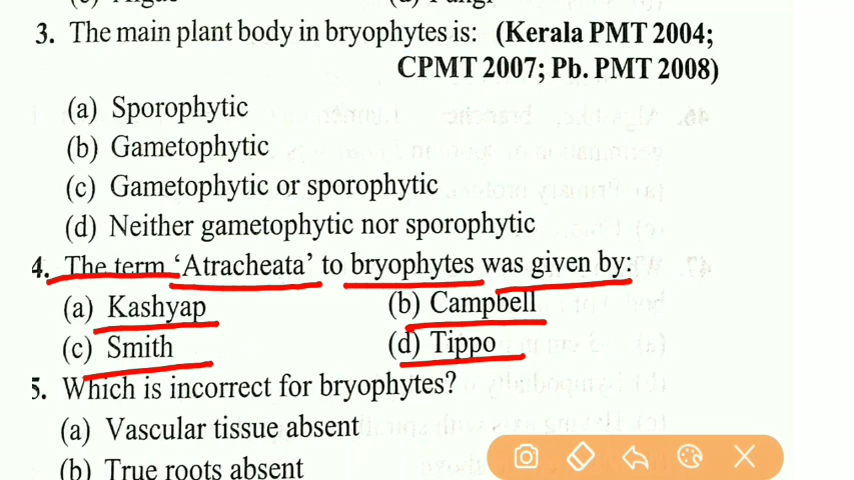 3. The main plant body in bryophytes is: (Kerala PMT 2004;
CPMT 2007; Pb. PMT 2008)
(a) Sporophytic
(b) Gametophytic
(c) Gametophytic or sporophytic
(d) Neither gametophytic nor sporophytic
4. The term ‘Atracheata’ to bryophytes was given by:
(a) Kashyap (b) Campbell
(c) Smith (d) Tippo
5. Which is incorrect for bryophytes?
(a) Vascular tissue absent
(b) True roots absent